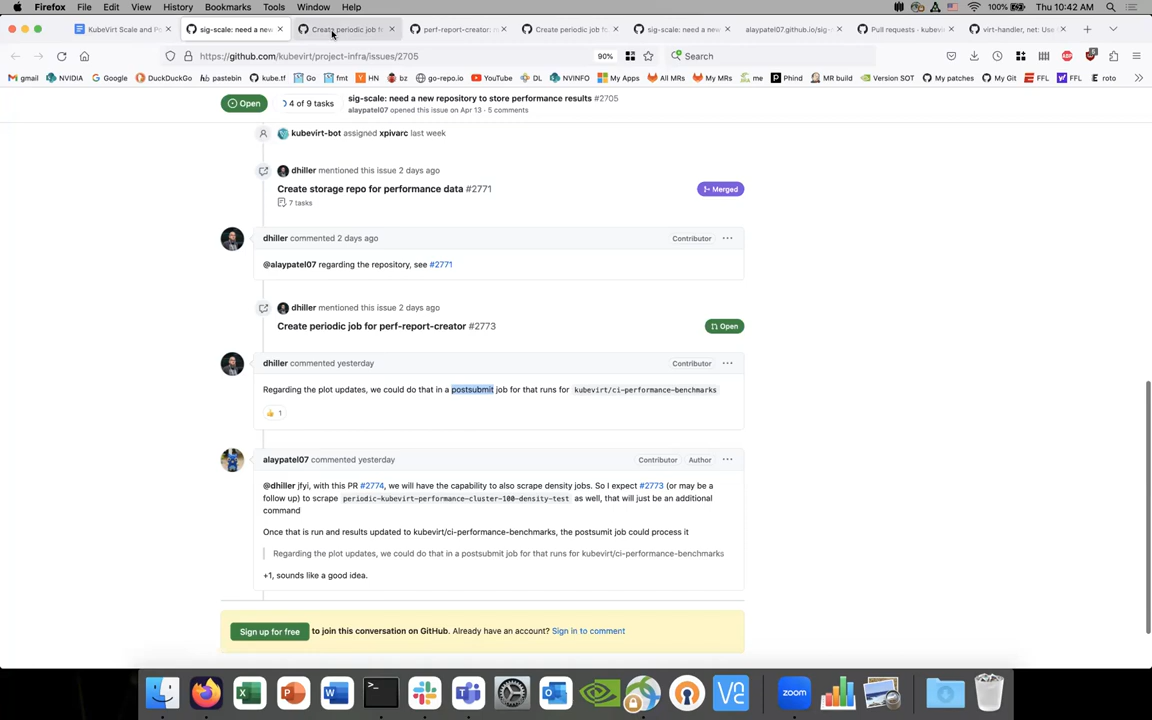 Firefox File Edit View History Bookmarks Tools Window Help 100% Thu 10:42 AM
KubeVirt Scale and P sig-scale: need a new Create periodic job fo perf-report-creator: n Create periodic job fo sig-scale: need a new alaypatel07.github.io/sig- Pull requests · kubevir virt-handler, net: Use
https://github.com/kubevirt/project-infra/issues/2705 90% Search
gmail NVIDIA Google DuckDuckGo pastebin kube.tf fmt HN bz go-repo.io YouTube DL NVINFO My Apps All MRs My MRs me Phind MR build Version SOT My patches My Git FFL FFL eroto
Open 4 of 9 tasks sig-scale: need a new repository to store performance results #2705
alaypatel07 opened this issue on Apr 13 · 5 comments
kubevirt-bot assigned xpivarc last week
dhiller mentioned this issue 2 days ago
Create storage repo for performance data #2771 Merged
7 tasks
dhiller commented 2 days ago Contributor
@alaypatel07 regarding the repository, see #2771
dhiller mentioned this issue 2 days ago
Create periodic job for perf-report-creator #2773 Open
dhiller commented yesterday Contributor
Regarding the plot updates, we could do that in a postsubmit job for that runs for kubevirt/ci-performance-benchmarks
👍 1
alaypatel07 commented yesterday Contributor Author
@dhiller jfyi, with this PR #2774, we will have the capability to also scrape density jobs. So I expect #2773 (or may be a
follow up) to scrape periodic-kubevirt-performance-cluster-100-density-test as well, that will just be an additional
command
Once that is run and results updated to kubevirt/ci-performance-benchmarks, the postsumit job could process it
Regarding the plot updates, we could do that in a postsubmit job for that runs for kubevirt/ci-performance-benchmarks
+1, sounds like a good idea.
Sign up for free to join this conversation on GitHub. Already have an account? Sign in to comment
zoom